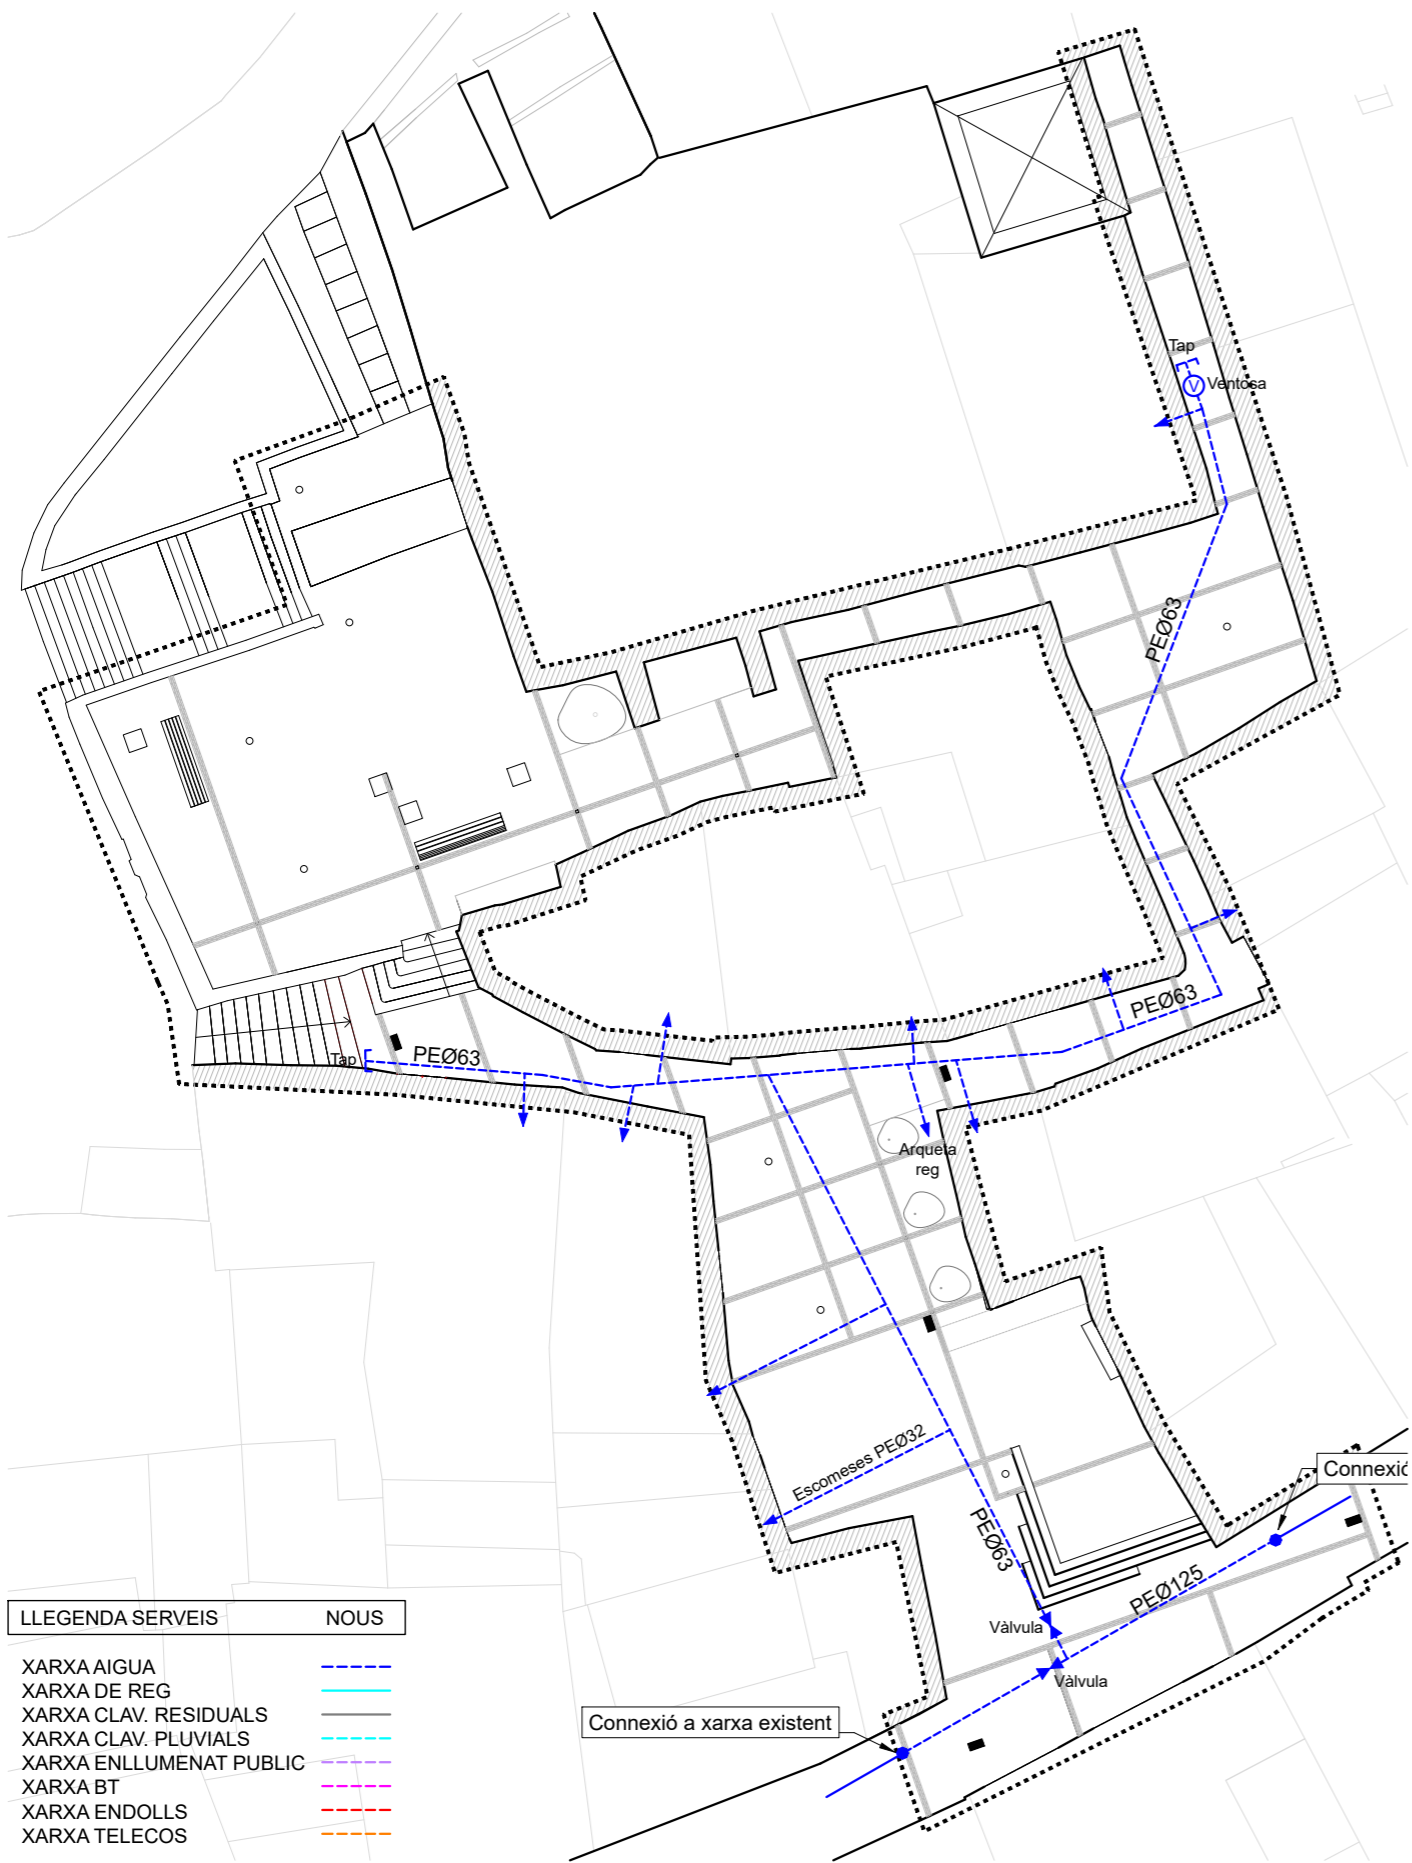 Tap
V Ventosa
PEØ63
PEØ63
Tap
PEØ63
Arqueta
reg
Escomeses PEØ32
Connexió
PEØ63
PEØ125
Vàlvula
Vàlvula
Connexió a xarxa existent
LLEGENDA SERVEIS NOUS
XARXA AIGUA
XARXA DE REG
XARXA CLAV. RESIDUALS
XARXA CLAV. PLUVIALS
XARXA ENLLUMENAT PUBLIC
XARXA BT
XARXA ENDOLLS
XARXA TELECOS